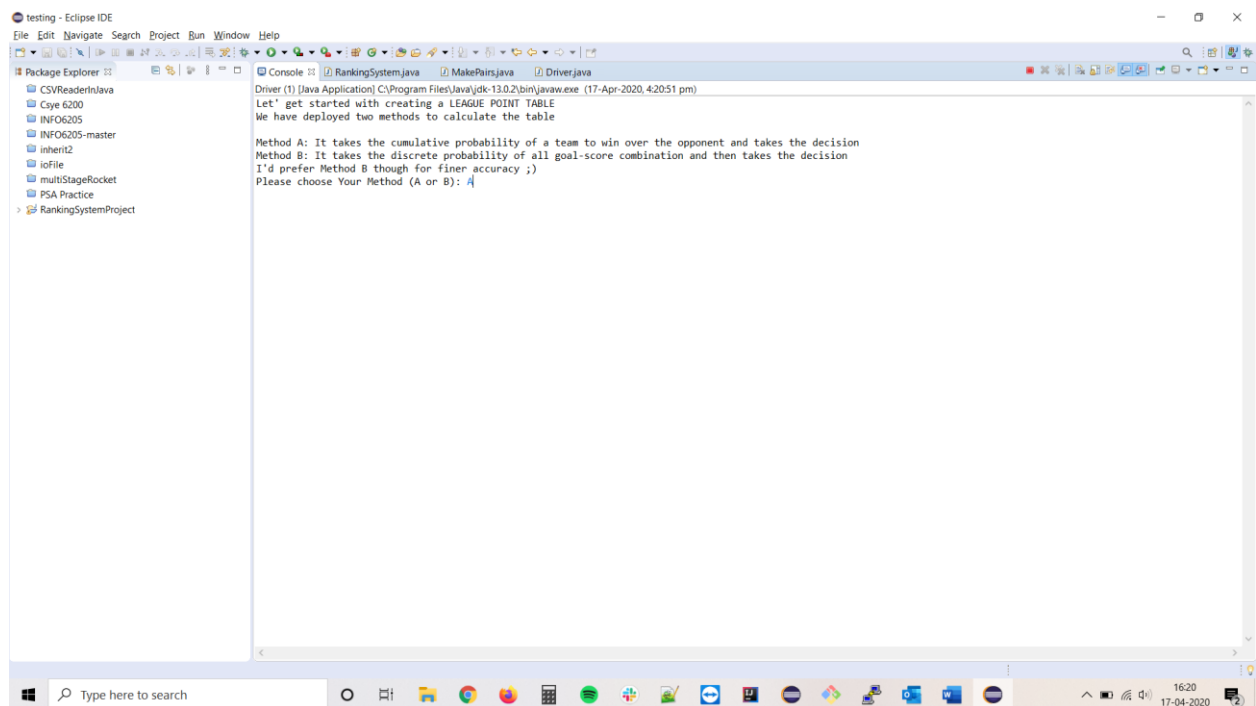 testing - Eclipse IDE
File Edit Navigate Search Project Run Window Help
Package Explorer
CSVReaderInJava
Csye 6200
INFO6205
INFO6205-master
inherit2
ioFile
multiStageRocket
PSA Practice
RankingSystemProject
Console RankingSystem.java MakePairs.java Driver.java
Driver (1) [Java Application] C:\Program Files\Java\jdk-13.0.2\bin\javaw.exe (17-Apr-2020, 4:20:51 pm)
Let' get started with creating a LEAGUE POINT TABLE
We have deployed two methods to calculate the table
Method A: It takes the cumulative probability of a team to win over the opponent and takes the decision
Method B: It takes the discrete probability of all goal-score combination and then takes the decision
I'd prefer Method B though for finer accuracy ;)
Please choose Your Method (A or B): A
Type here to search
16:20
17-04-2020
2